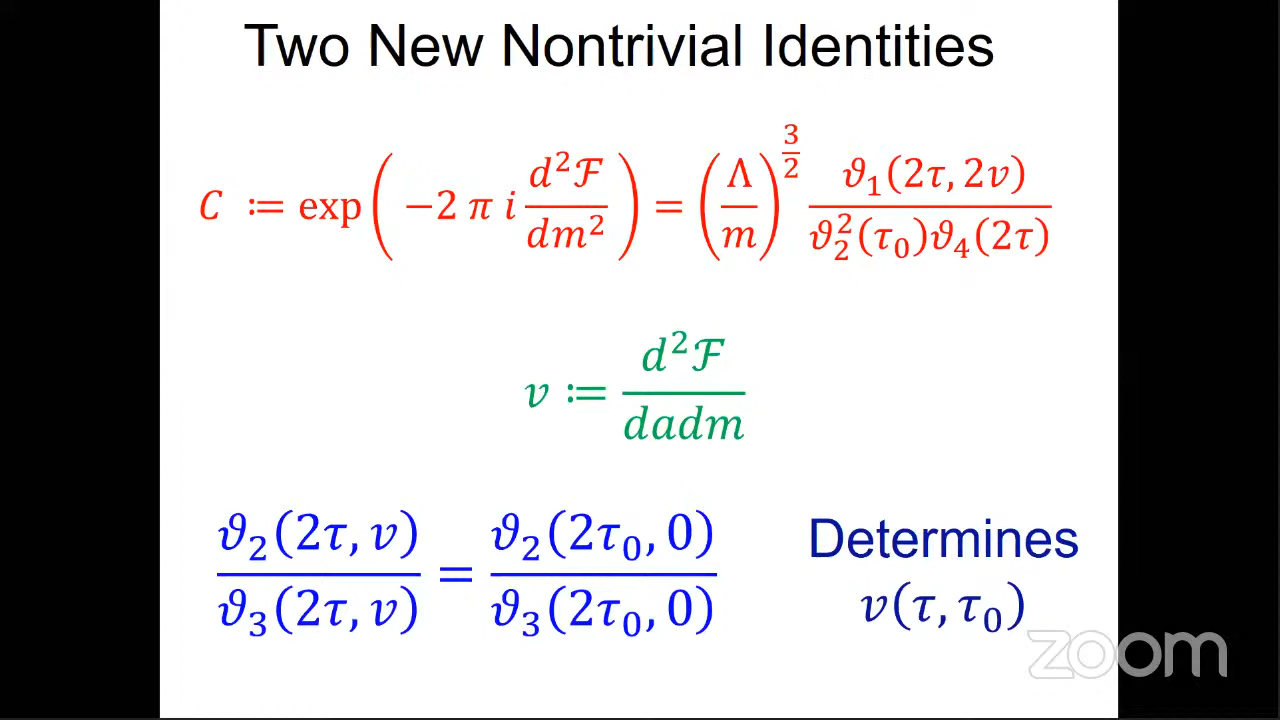 Two New Nontrivial Identities
C := exp( −2 π i d²ℱ/dm² ) = (Λ/m)^{3/2} ϑ₁(2τ, 2v)/ϑ₂²(τ₀)ϑ₄(2τ)
v := d²ℱ/dadm
ϑ₂(2τ, v)/ϑ₃(2τ, v) = ϑ₂(2τ₀, 0)/ϑ₃(2τ₀, 0)
Determines
v(τ, τ₀)
zoom